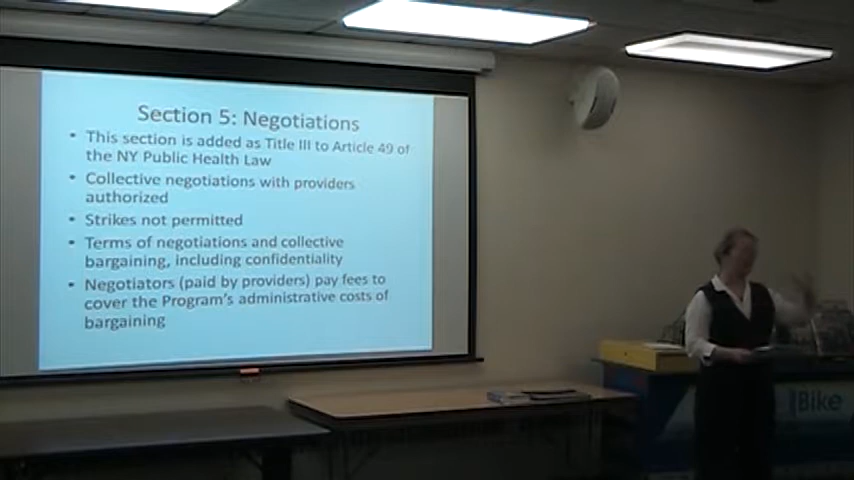 Section 5: Negotiations
• This section is added as Title III to Article 49 of
the NY Public Health Law
• Collective negotiations with providers
authorized
• Strikes not permitted
• Terms of negotiations and collective
bargaining, including confidentiality
• Negotiators (paid by providers) pay fees to
cover the Program's administrative costs of
bargaining
iBike